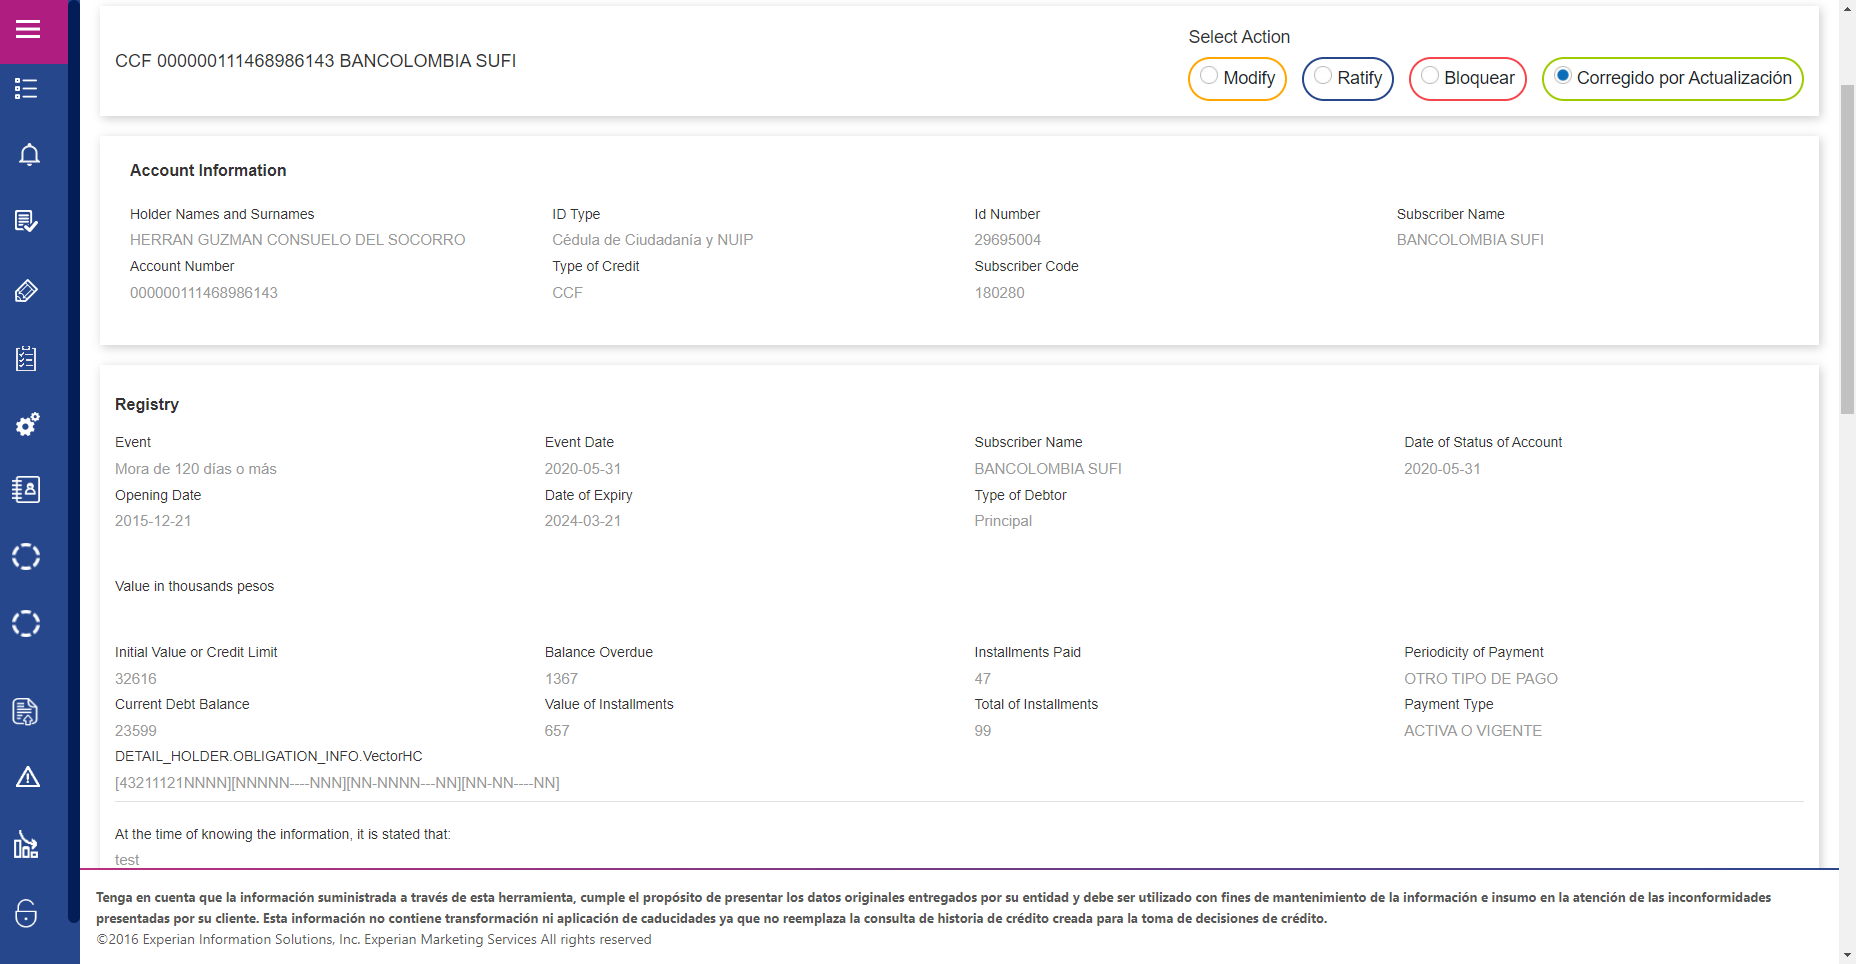 CCF 000000111468986143 BANCOLOMBIA SUFI
Select Action
Modify Ratify Bloquear Corregido por Actualización
Account Information
Holder Names and Surnames ID Type Id Number Subscriber Name
HERRAN GUZMAN CONSUELO DEL SOCORRO Cédula de Ciudadanía y NUIP 29695004 BANCOLOMBIA SUFI
Account Number Type of Credit Subscriber Code
000000111468986143 CCF 180280
Registry
Event Event Date Subscriber Name Date of Status of Account
Mora de 120 días o más 2020-05-31 BANCOLOMBIA SUFI 2020-05-31
Opening Date Date of Expiry Type of Debtor
2015-12-21 2024-03-21 Principal
Value in thousands pesos
Initial Value or Credit Limit Balance Overdue Installments Paid Periodicity of Payment
32616 1367 47 OTRO TIPO DE PAGO
Current Debt Balance Value of Installments Total of Installments Payment Type
23599 657 99 ACTIVA O VIGENTE
DETAIL_HOLDER.OBLIGATION_INFO.VectorHC
[43211121NNNN][NNNNN----NNN][NN-NNNN---NN][NN-NN----NN]
At the time of knowing the information, it is stated that:
test
Tenga en cuenta que la información suministrada a través de esta herramienta, cumple el propósito de presentar los datos originales entregados por su entidad y debe ser utilizado con fines de mantenimiento de la información e insumo en la atención de las inconformidades
presentadas por su cliente. Esta información no contiene transformación ni aplicación de caducidades ya que no reemplaza la consulta de historia de crédito creada para la toma de decisiones de crédito.
©2016 Experian Information Solutions, Inc. Experian Marketing Services All rights reserved